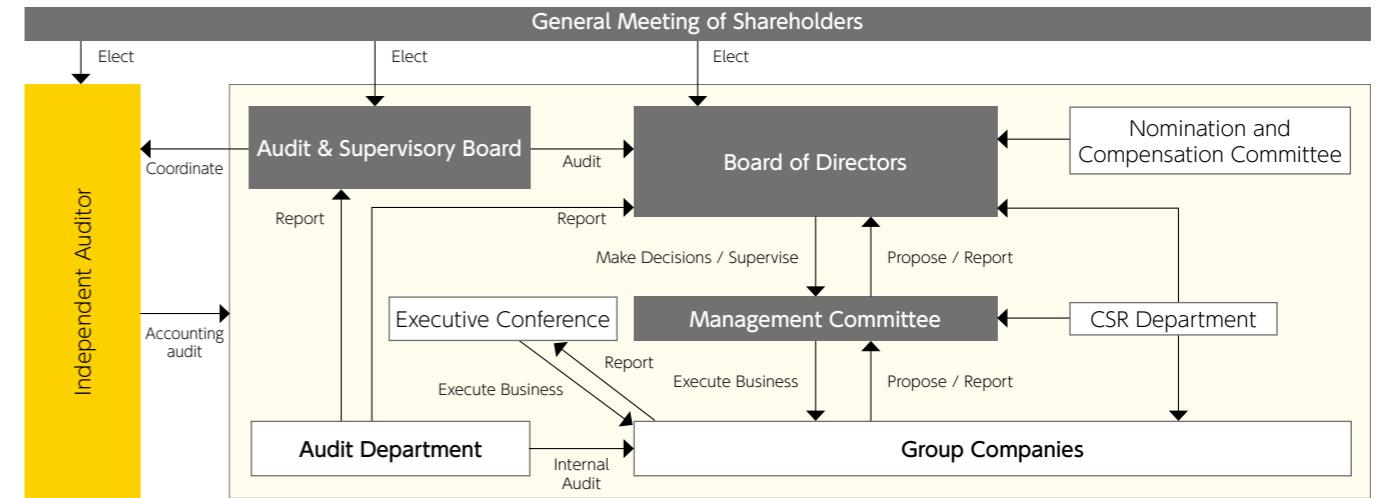 General Meeting of Shareholders
Elect
Elect
Elect
Independent Auditor
Coordinate
Accounting
audit
Audit & Supervisory Board
Audit
Board of Directors
Nomination and
Compensation Committee
Report
Report
Make Decisions / Supervise
Propose / Report
Executive Conference
Management Committee
CSR Department
Report
Execute Business
Execute Business
Propose / Report
Audit Department
Internal
Audit
Group Companies